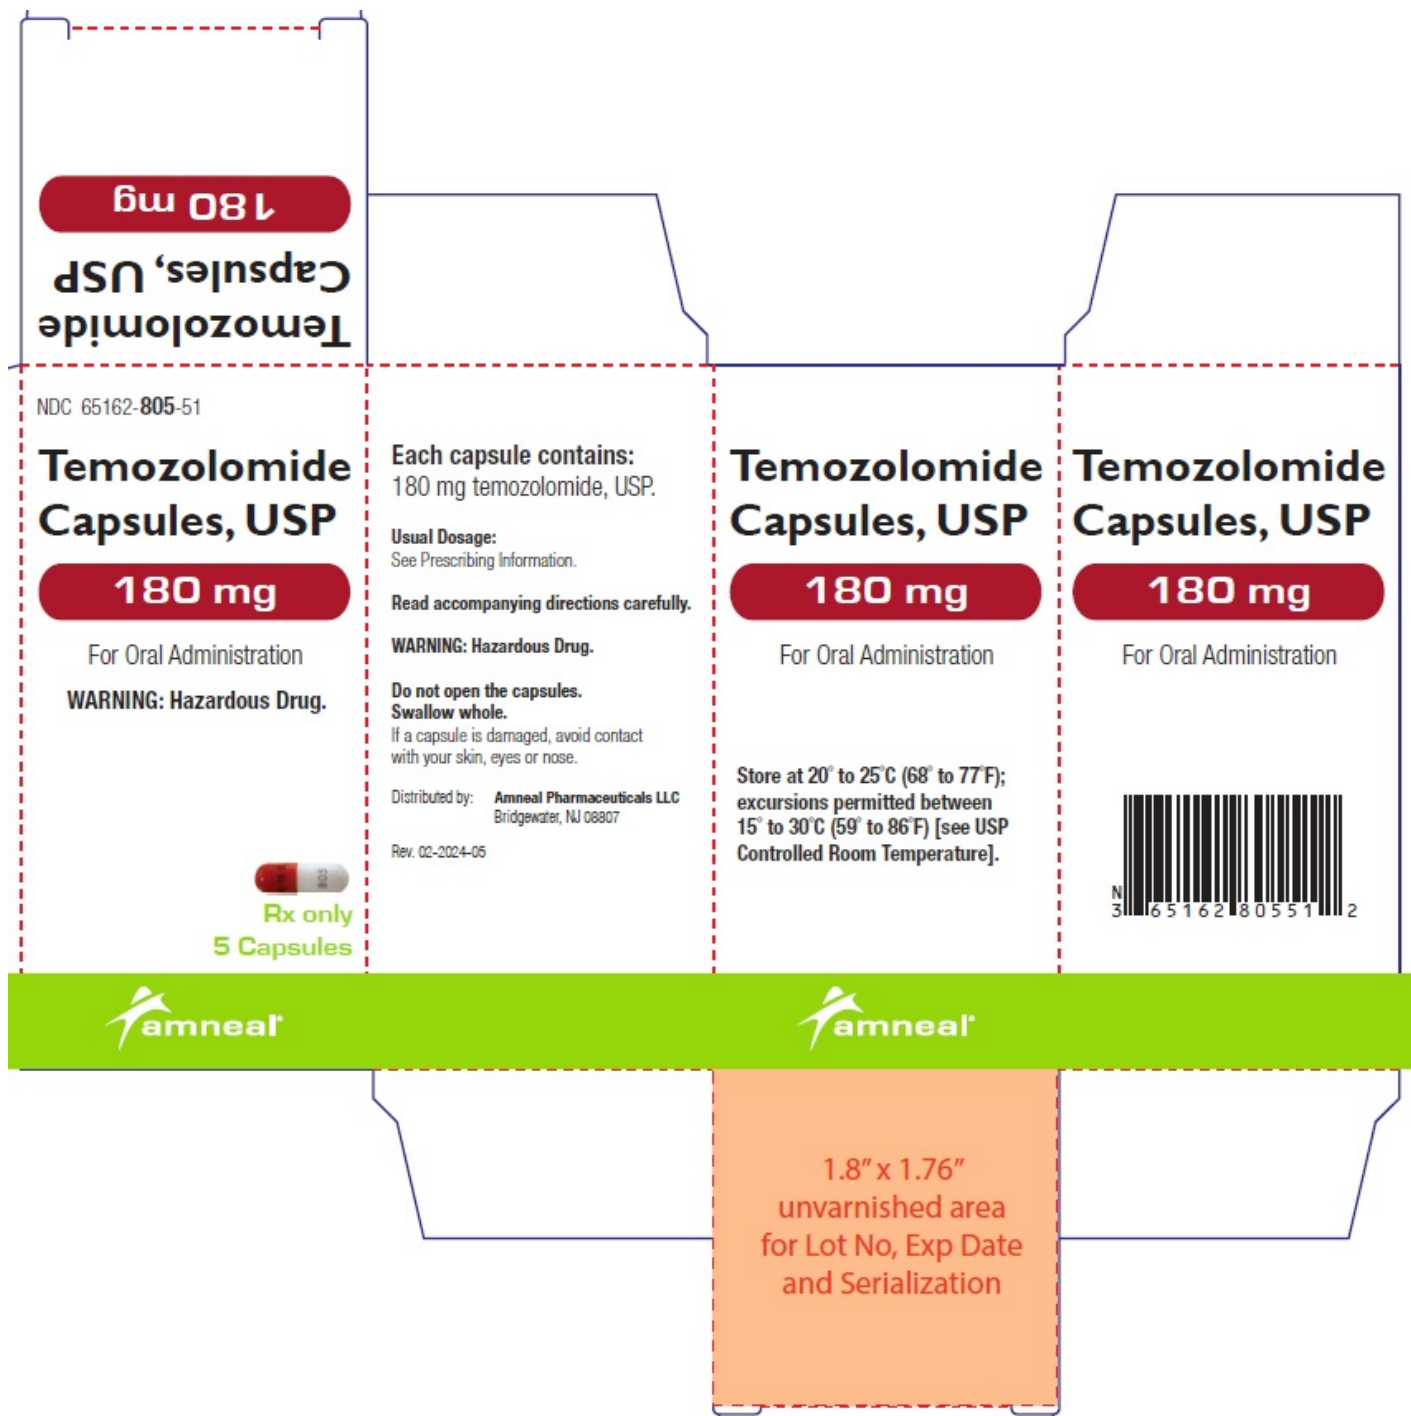 180 mg
Capsules, USP
Temozolomide
NDC 65162-805-51
Temozolomide
Capsules, USP
180 mg
For Oral Administration
WARNING: Hazardous Drug.
805
Rx only
5 Capsules
amneal®
Each capsule contains:
180 mg temozolomide, USP.
Usual Dosage:
See Prescribing Information.
Read accompanying directions carefully.
WARNING: Hazardous Drug.
Do not open the capsules.
Swallow whole.
If a capsule is damaged, avoid contact
with your skin, eyes or nose.
Distributed by: Amneal Pharmaceuticals LLC
Bridgewater, NJ 08807
Rev. 02-2024-05
Temozolomide
Capsules, USP
180 mg
For Oral Administration
Store at 20° to 25°C (68° to 77°F);
excursions permitted between
15° to 30°C (59° to 86°F) [see USP
Controlled Room Temperature].
amneal®
1.8” x 1.76”
unvarnished area
for Lot No, Exp Date
and Serialization
Temozolomide
Capsules, USP
180 mg
For Oral Administration
N
3 65162 80551 2